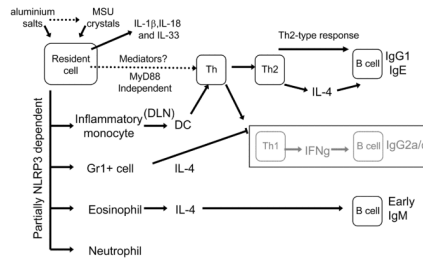 aluminium salts
MSU crystals
IL-1β,IL-18 and IL-33
Resident cell
Mediators?
MyD88 Independent
Th
Th2
Th2-type response
IL-4
B cell
IgG1
IgE
Partially NLRP3 dependent
Inflammatory monocyte
(DLN)
DC
Th1
IFNg
B cell
IgG2a/c
Gr1+ cell
IL-4
Eosinophil
IL-4
B cell
Early IgM
Neutrophil